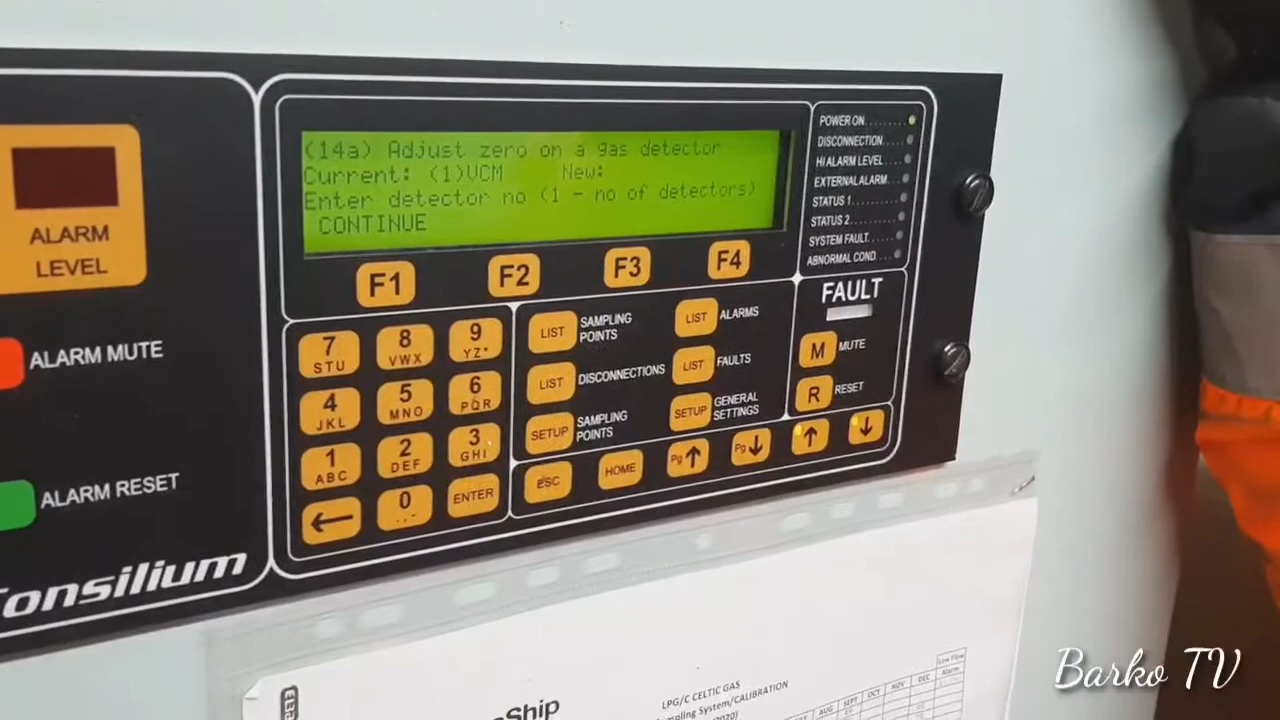 (14a) Adjust zero on a gas detector
Current: (1)VCM New:
Enter detector no (1 - no of detectors)
CONTINUE
POWER ON
DISCONNECTION
HI ALARM LEVEL
EXTERNAL ALARM
STATUS 1
STATUS 2
SYSTEM FAULT
ABNORMAL COND.
ALARM
LEVEL
F1 F2 F3 F4
FAULT
ALARM MUTE
ALARM RESET
7 STU 8 VWX 9 YZ*
4 JKL 5 MNO 6 PQR
1 ABC 2 DEF 3 GHI
← 0 .,- ENTER
LIST SAMPLING POINTS
LIST ALARMS
LIST DISCONNECTIONS
LIST FAULTS
SETUP SAMPLING POINTS
SETUP GENERAL SETTINGS
M MUTE
R RESET
ESC HOME Pg↑ Pg↓ ↑ ↓
Consilium
Ship
LPG/C CELTIC GAS
System/CALIBRATION
AUG SEPT OCT NOV DEC
Low Flow
Alarm
Barko TV